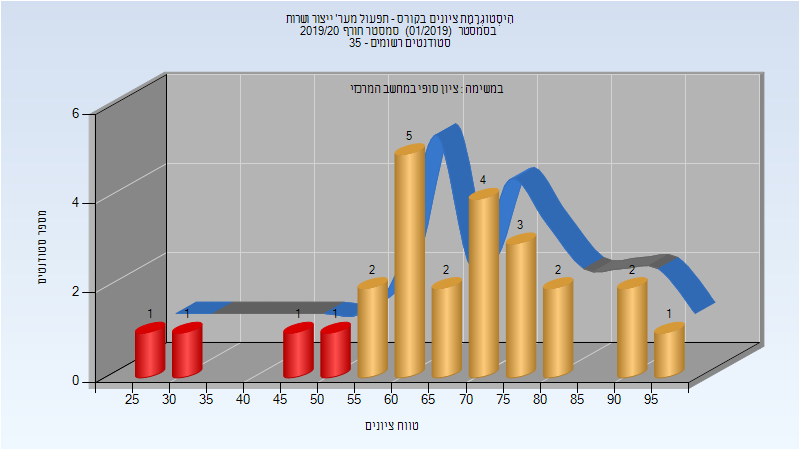 היסטוגרמת ציונים בקורס - תפעול מער' ייצור ושרות
בסמסטר (01/2019) סמסטר חורף 2019/20
סטודנטים רשומים - 35
במשימה : ציון סופי במחשב המרכזי
מספר סטודנטים
6
4
2
0
1
1
1
1
2
5
2
4
3
2
2
1
25 30 35 40 45 50 55 60 65 70 75 80 85 90 95
טווח ציונים